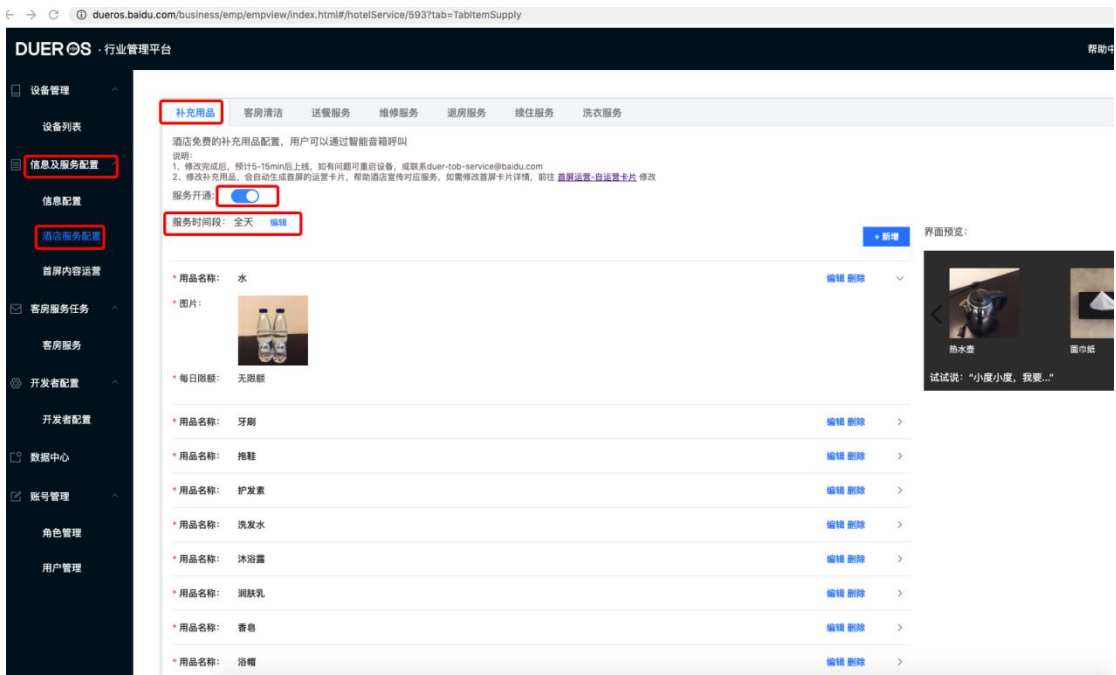 dueros.baidu.com/business/emp/empview/index.html#/hotelService/593?tab=TabItemSupply
DUEROS · 行业管理平台
帮助中
设备管理
设备列表
信息及服务配置
信息配置
酒店服务配置
首屏内容运营
客房服务任务
客房服务
开发者配置
开发者配置
数据中心
账号管理
角色管理
用户管理
补充用品 客房清洁 送餐服务 维修服务 退房服务 续住服务 洗衣服务
酒店免费的补充用品配置，用户可以通过智能音箱呼叫
说明：
1、修改完成后，预计5-15min后上线，如有问题可重启设备，或联系duer-tob-service@baidu.com
2、修改补充用品，会自动生成首屏的运营卡片，帮助酒店宣传对应服务，如需修改首屏卡片详情，前往 首屏运营-自运营卡片 修改
服务开通：
服务时间段： 全天 编辑
+ 新增
* 用品名称： 水 编辑 删除
* 图片：
* 每日限额： 无限额
* 用品名称： 牙刷 编辑 删除
* 用品名称： 拖鞋 编辑 删除
* 用品名称： 护发素 编辑 删除
* 用品名称： 洗发水 编辑 删除
* 用品名称： 沐浴露 编辑 删除
* 用品名称： 润肤乳 编辑 删除
* 用品名称： 香皂 编辑 删除
* 用品名称： 浴帽 编辑 删除
界面预览：
热水壶 面巾纸
试试说：“小度小度，我要...”